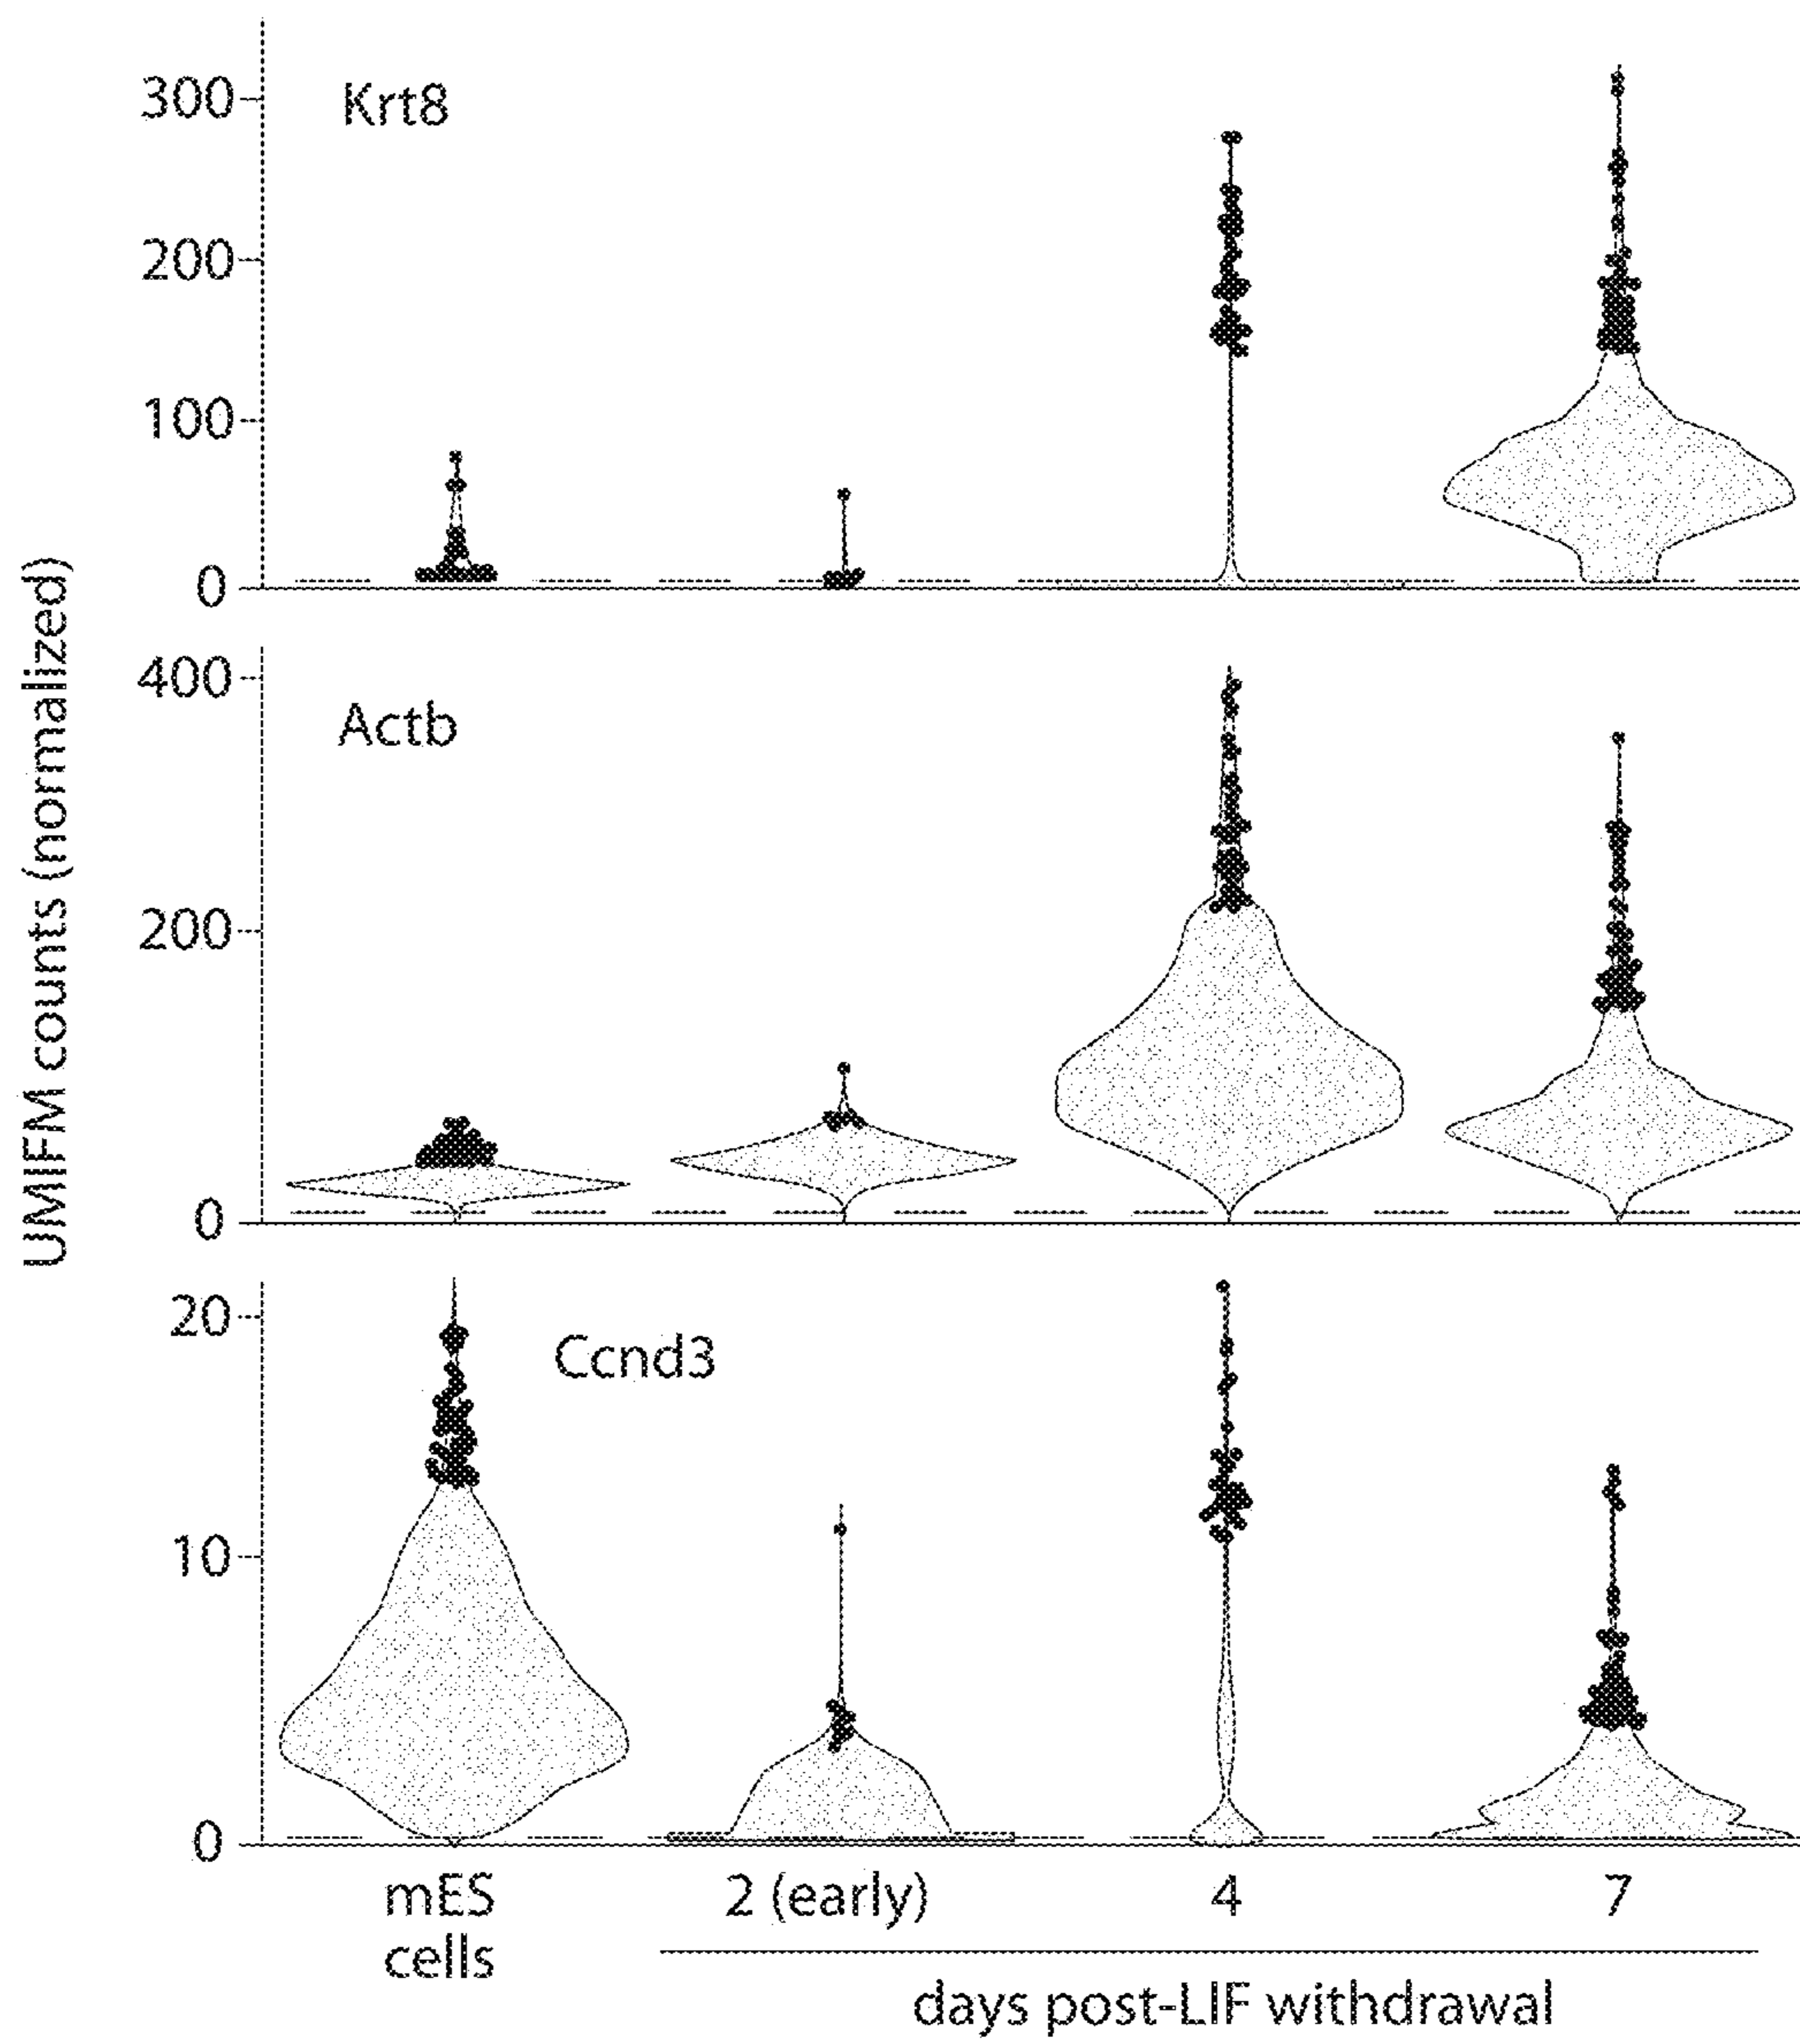 UMIFM counts (normalized)
300
Krt8
200
100
0
400
Actb
200
0
20
Ccnd3
10
0
mES cells
2 (early)
4
7
days post-LIF withdrawal